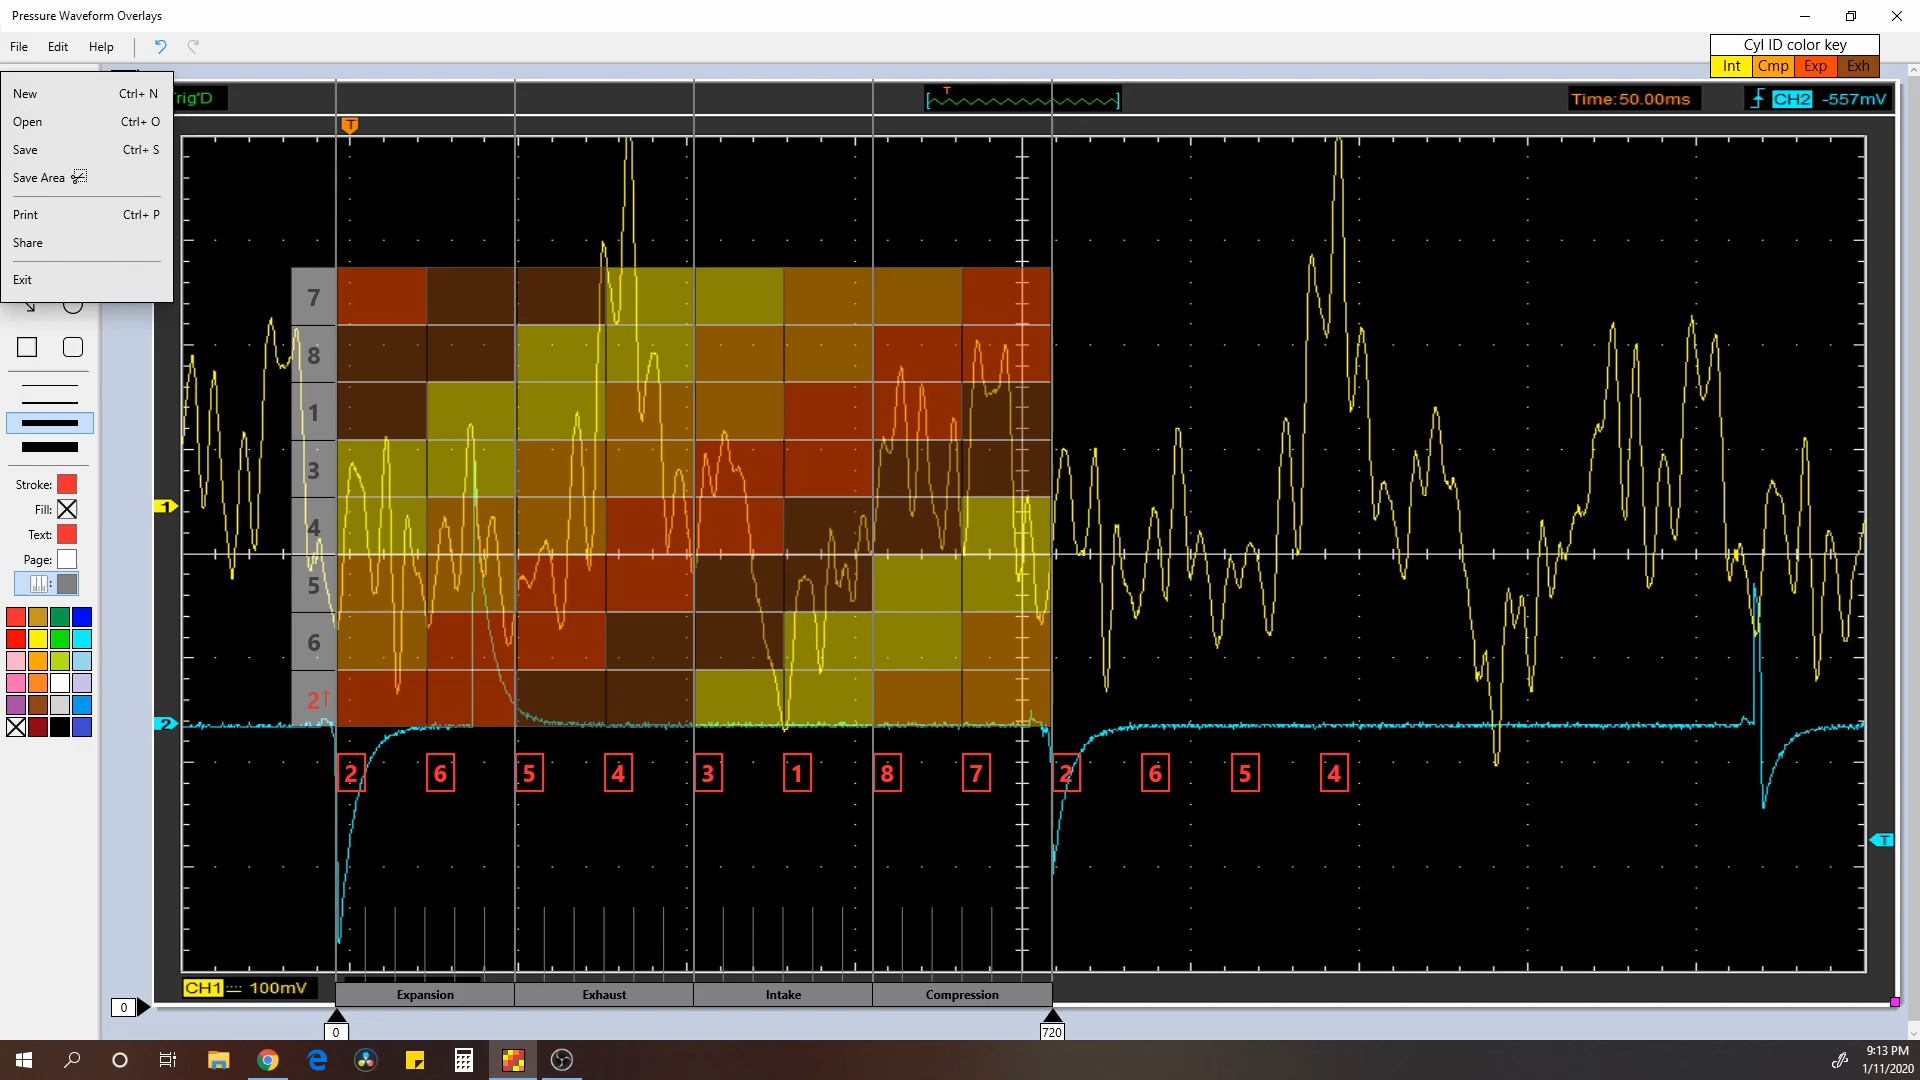 Pressure Waveform Overlays
File Edit Help
Cyl ID color key
Int Cmp Exp Exh
New Ctrl+ N
Open Ctrl+ O
Save Ctrl+ S
Save Area
Print Ctrl+ P
Share
Exit
rig'D
T
Time:50.00ms
CH2 -557mV
T
7
8
1
3
4
5
6
2↑
Stroke:
Fill:
Text:
Page:
:
1
2
T
2 6 5 4 3 1 8 7 2 6 5 4
CH1 100mV
Expansion Exhaust Intake Compression
0
0 720
9:13 PM
1/11/2020